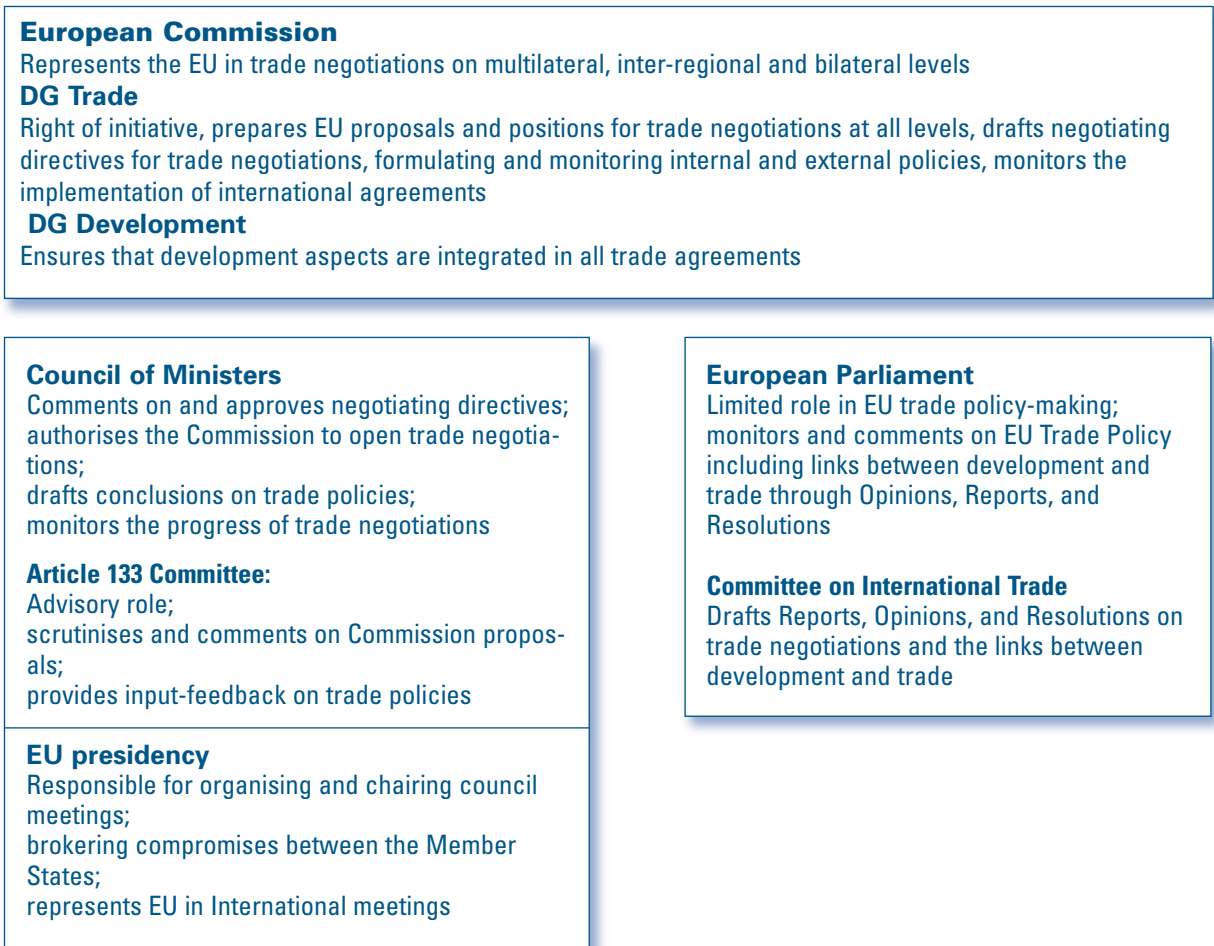 European Commission
Represents the EU in trade negotiations on multilateral, inter-regional and bilateral levels
DG Trade
Right of initiative, prepares EU proposals and positions for trade negotiations at all levels, drafts negotiating
directives for trade negotiations, formulating and monitoring internal and external policies, monitors the
implementation of international agreements
DG Development
Ensures that development aspects are integrated in all trade agreements
Council of Ministers
Comments on and approves negotiating directives;
authorises the Commission to open trade negotia-
tions;
drafts conclusions on trade policies;
monitors the progress of trade negotiations
Article 133 Committee:
Advisory role;
scrutinises and comments on Commission propos-
als;
provides input-feedback on trade policies
EU presidency
Responsible for organising and chairing council
meetings;
brokering compromises between the Member
States;
represents EU in International meetings
European Parliament
Limited role in EU trade policy-making;
monitors and comments on EU Trade Policy
including links between development and
trade through Opinions, Reports, and
Resolutions
Committee on International Trade
Drafts Reports, Opinions, and Resolutions on
trade negotiations and the links between
development and trade